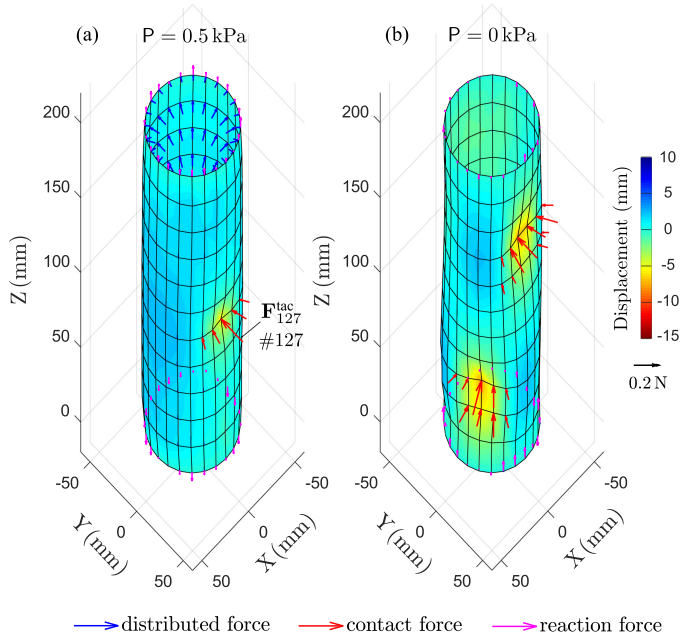 (a) P = 0.5 kPa
(b) P = 0 kPa
200
150
100
50
0
Z (mm)
-50
0
50
Y (mm)
50
0
-50
X (mm)
F^tac_127
#127
200
150
100
50
0
Z (mm)
-50
0
50
Y (mm)
50
0
-50
X (mm)
Displacement (mm)
10
5
0
-5
-10
-15
0.2 N
distributed force contact force reaction force